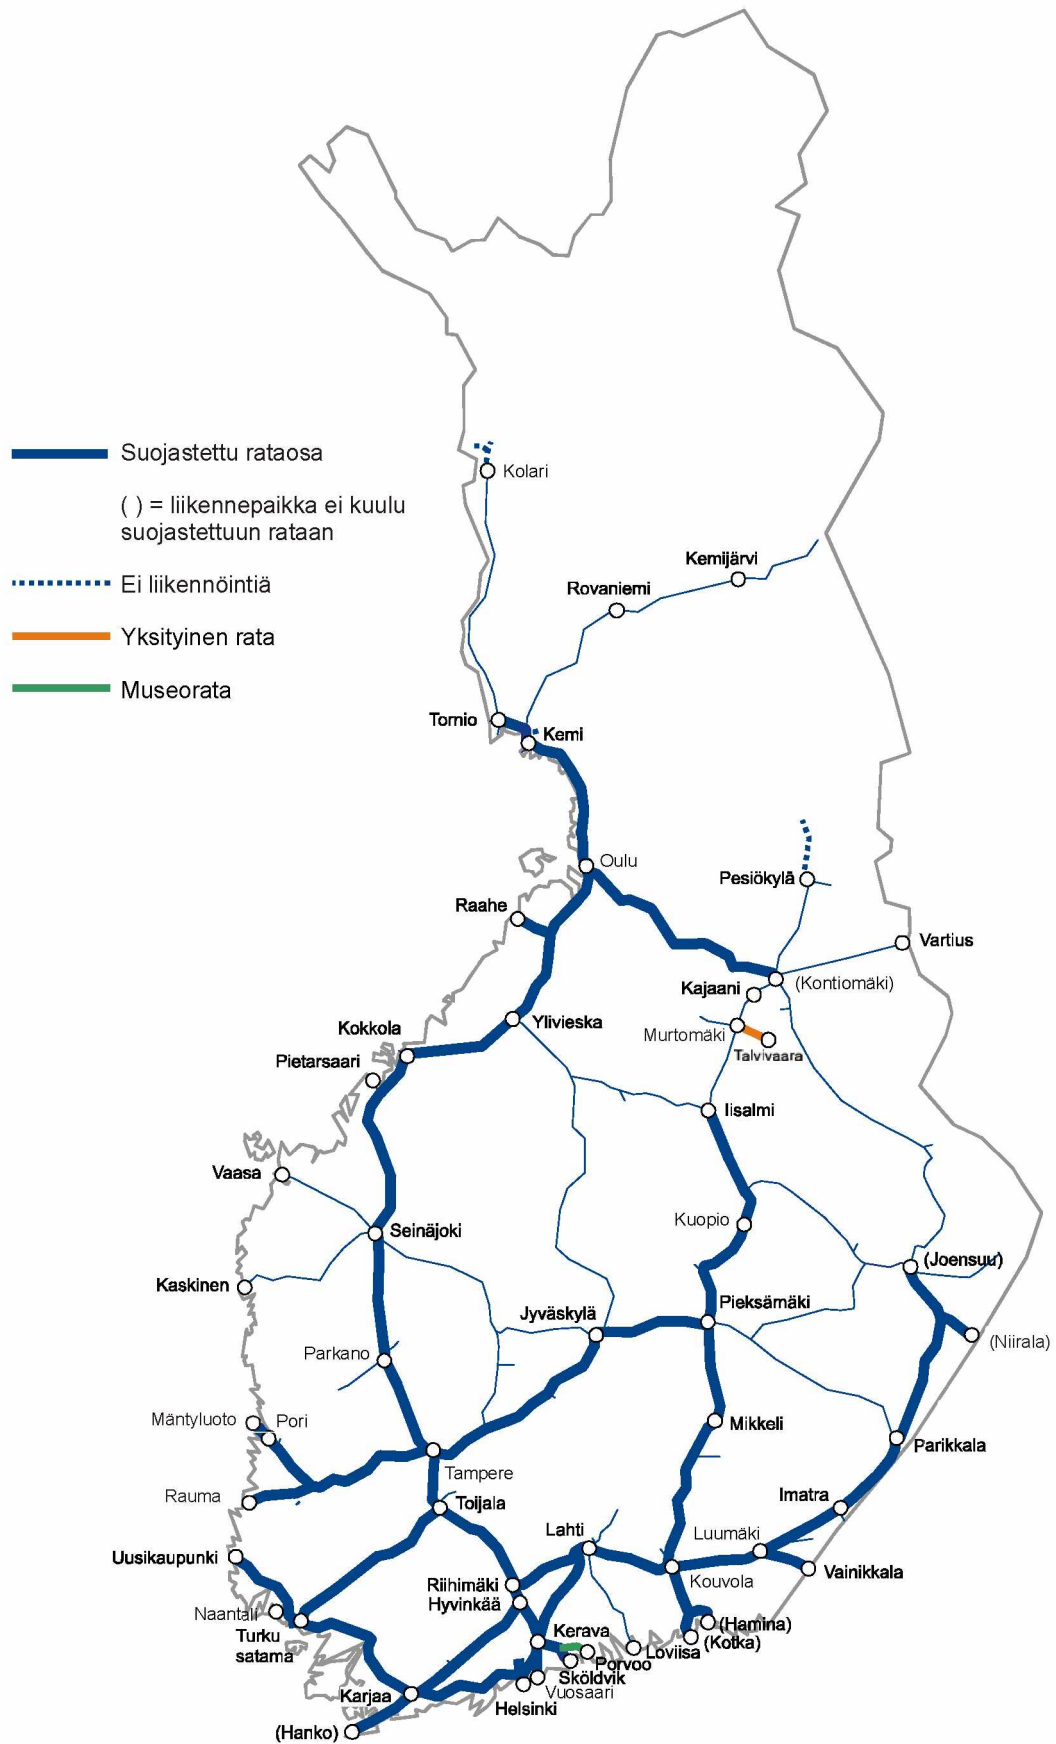 Suojastettu rataosa
( ) = liikennepaikka ei kuulu
suojastettuun rataan
Ei liikennöintiä
Yksityinen rata
Museorata
Kolari
Kemijärvi
Rovaniemi
Tornio
Kemi
Oulu
Pesiökylä
Raahe
Vartius
(Kontiomäki)
Kajaani
Ylivieska
Kokkola
Murtomäki
Talvivaara
Pietarsaari
Iisalmi
Vaasa
Kuopio
Seinäjoki
(Joensuu)
Kaskinen
Pieksämäki
Jyväskylä
(Niirala)
Parkano
Mäntyluoto
Pori
Mikkeli
Parikkala
Tampere
Rauma
Imatra
Toijala
Lahti
Luumäki
Uusikaupunki
Vainikkala
Kouvola
Riihimäki
Hyvinkää
Naantali
(Hamina)
Turku
satama
Kerava
(Kotka)
Loviisa
Porvoo
Sköldvik
Vuosaari
Karjaa
Helsinki
(Hanko)